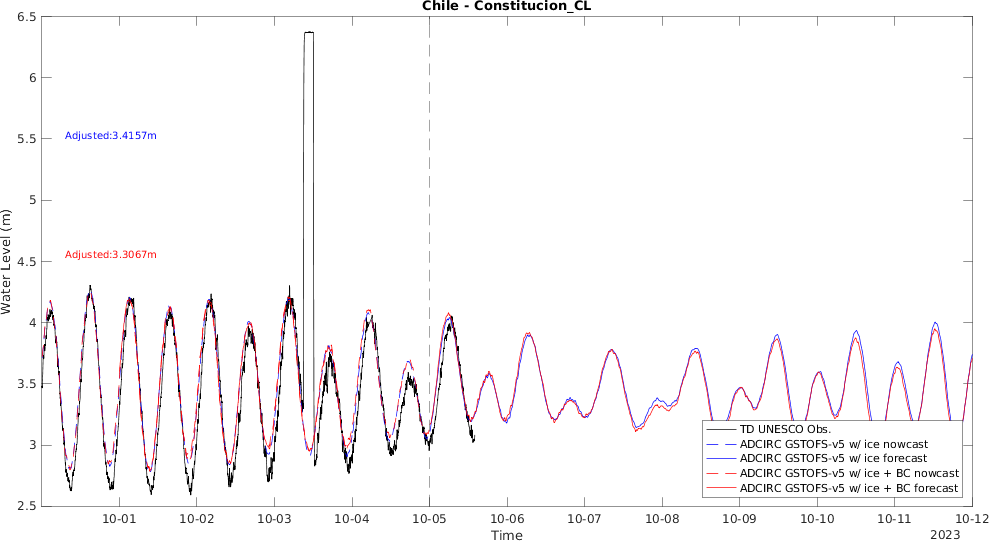 Chile - Constitucion_CL
6.5
6
5.5
5
4.5
4
3.5
3
2.5
Water Level (m)
Adjusted:3.4157m
Adjusted:3.3067m
TD UNESCO Obs.
ADCIRC GSTOFS-v5 w/ ice nowcast
ADCIRC GSTOFS-v5 w/ ice forecast
ADCIRC GSTOFS-v5 w/ ice + BC nowcast
ADCIRC GSTOFS-v5 w/ ice + BC forecast
10-01 10-02 10-03 10-04 10-05 10-06 10-07 10-08 10-09 10-10 10-11 10-12
Time
2023